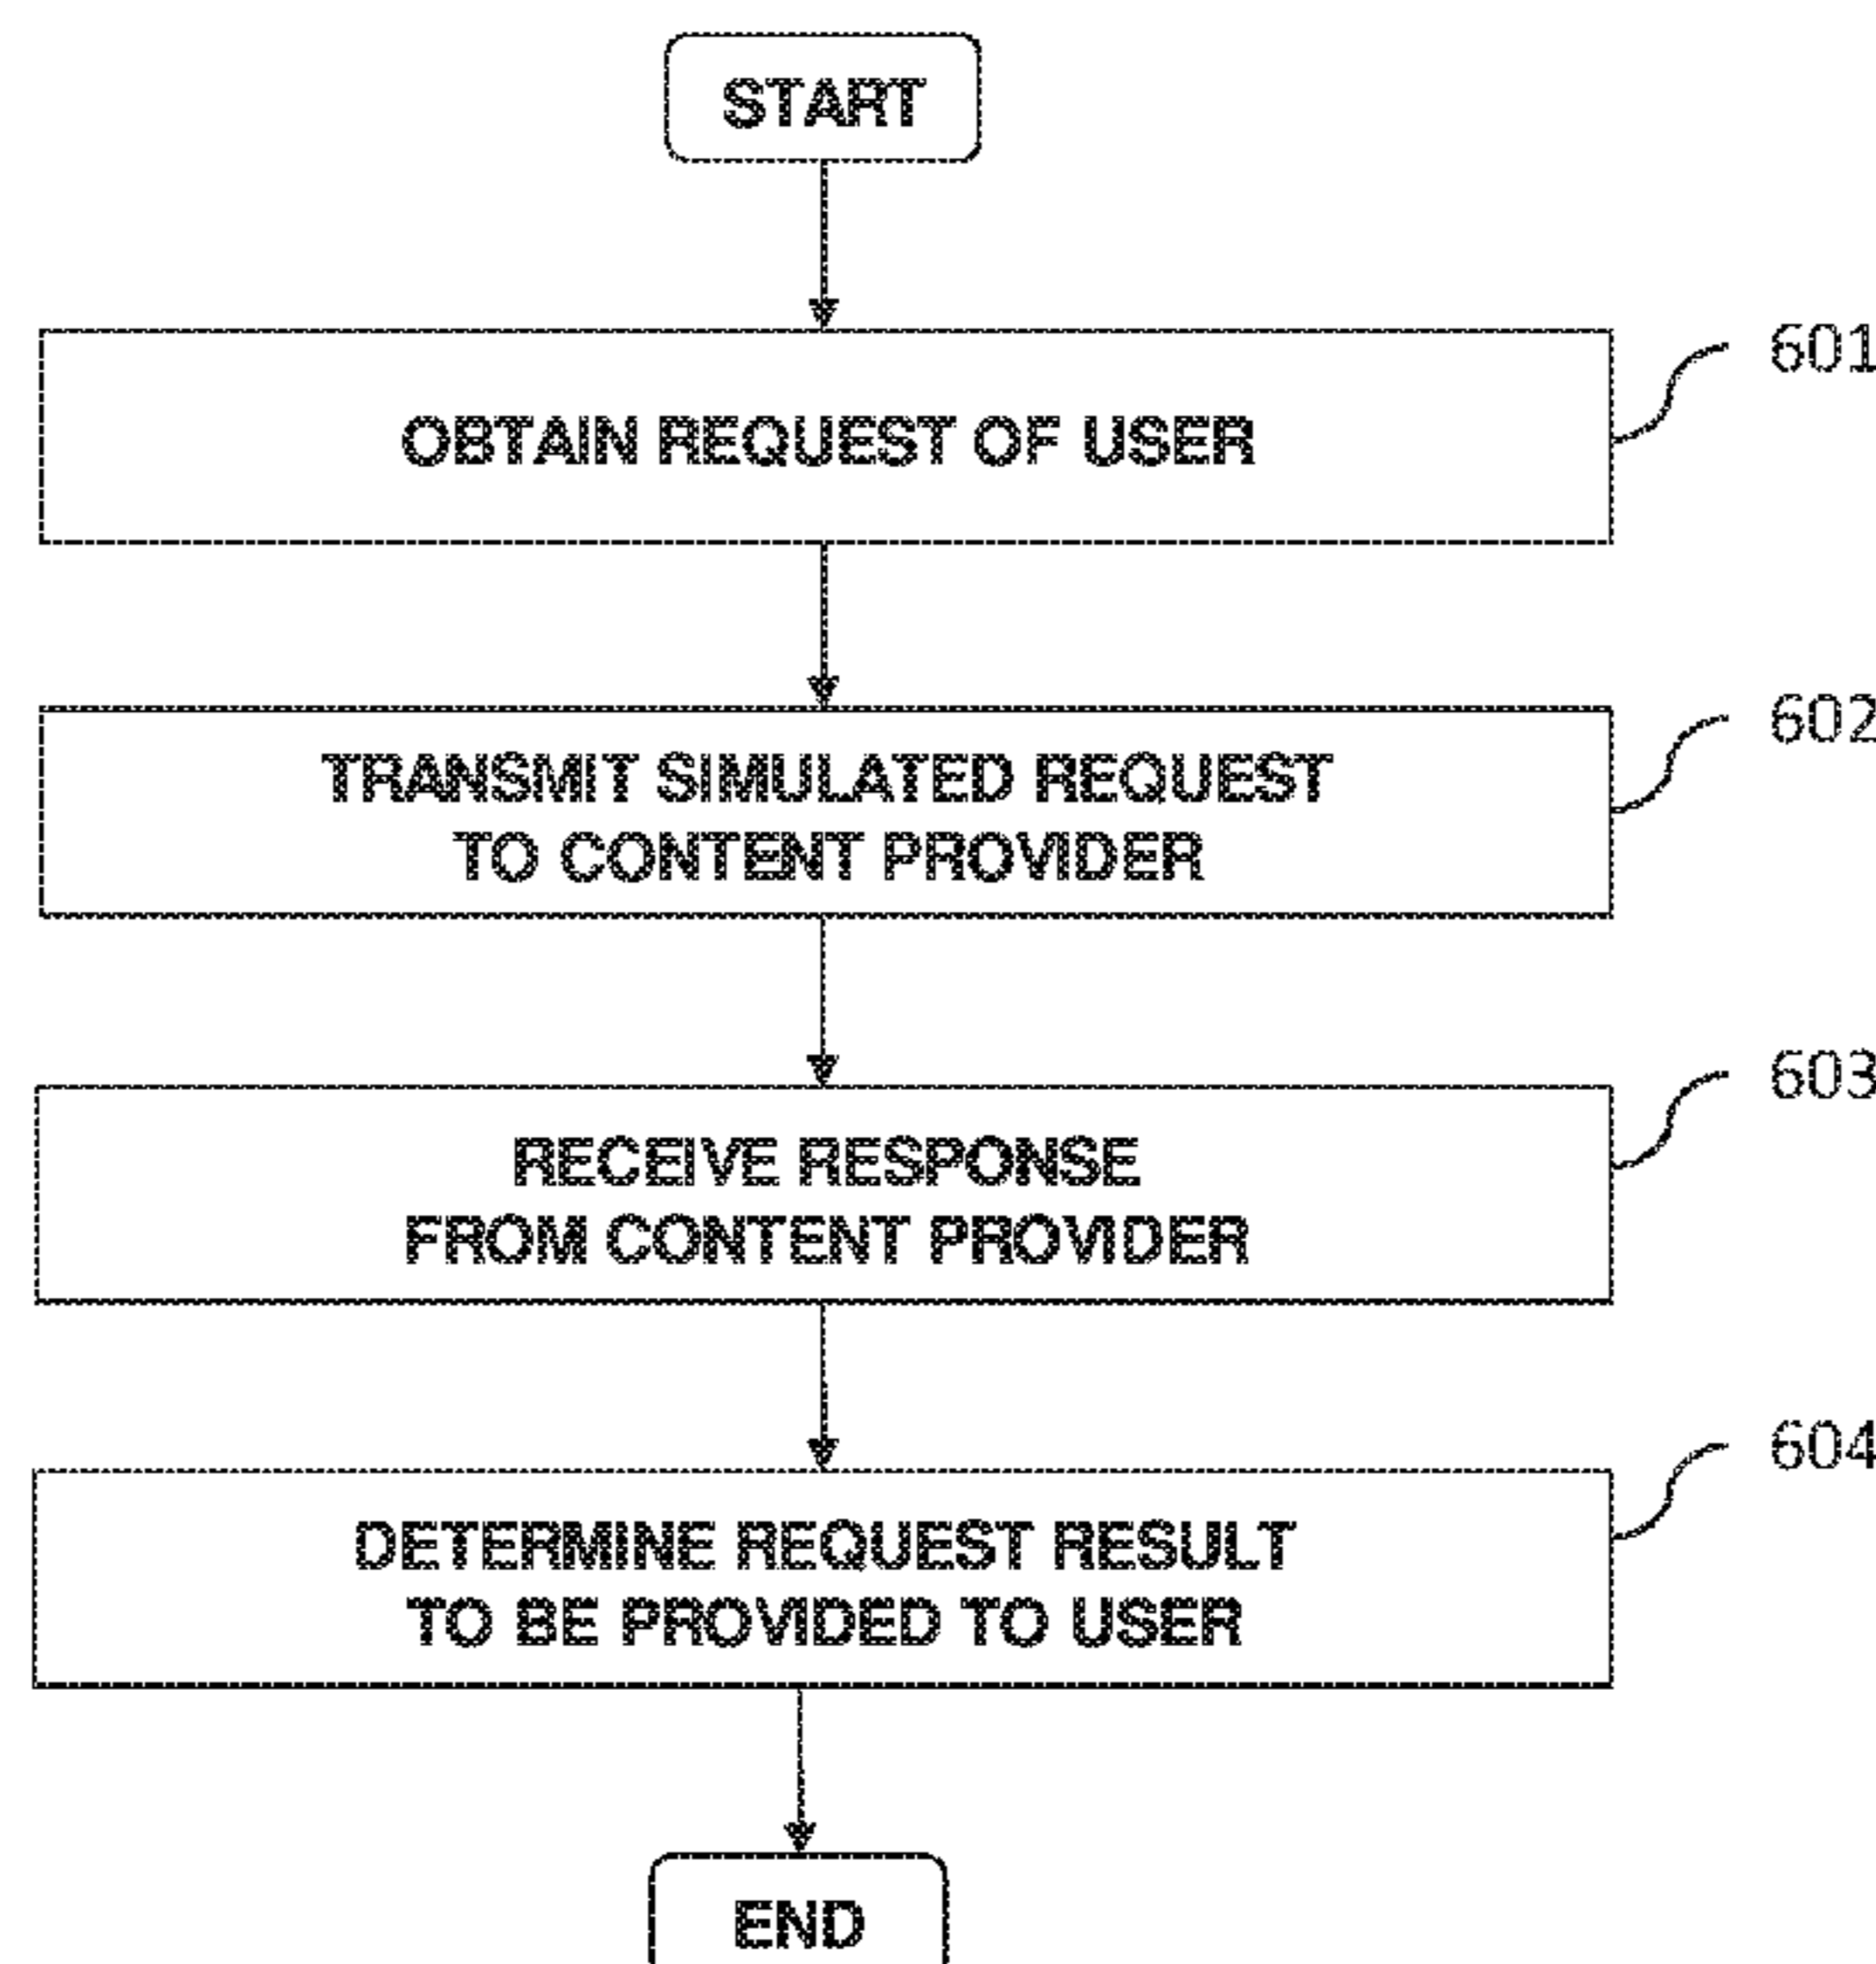 START
OBTAIN REQUEST OF USER
601
TRANSMIT SIMULATED REQUEST
TO CONTENT PROVIDER
602
RECEIVE RESPONSE
FROM CONTENT PROVIDER
603
DETERMINE REQUEST RESULT
TO BE PROVIDED TO USER
604
END